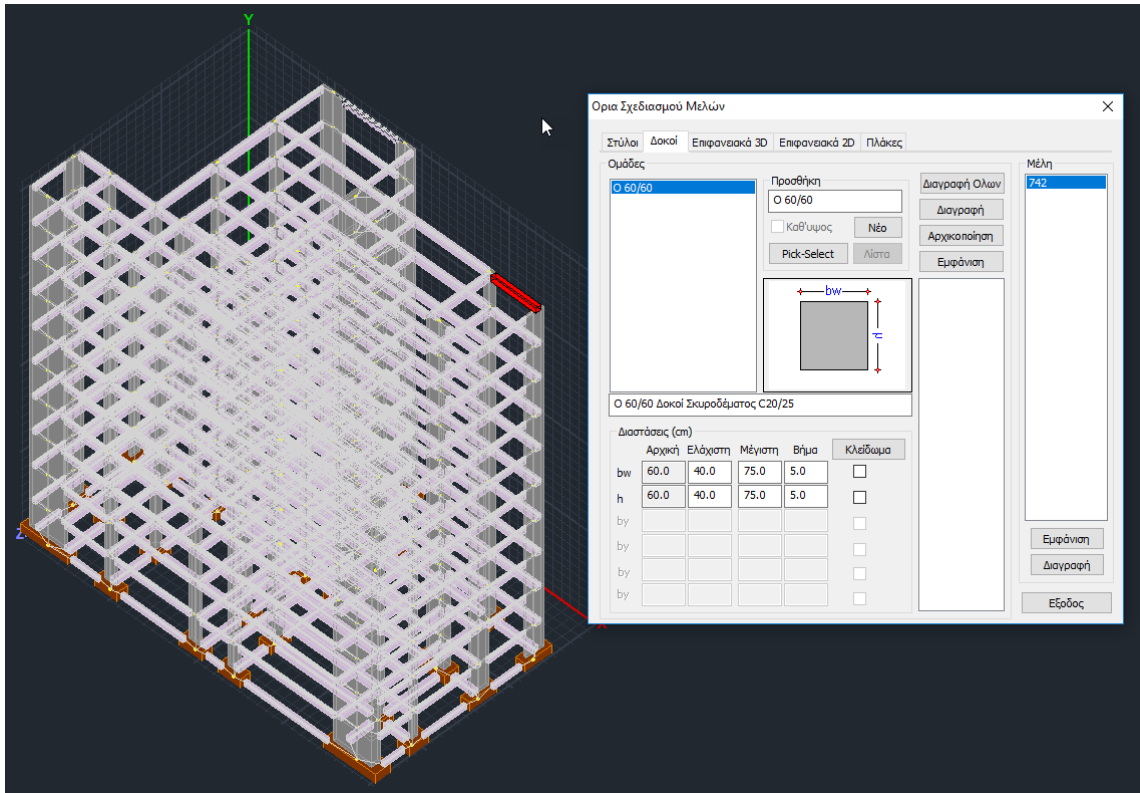 Y
Z
X
Ορια Σχεδιασμού Μελών
Στύλοι Δοκοί Επιφανειακά 3D Επιφανειακά 2D Πλάκες
Ομάδες
O 60/60
Προσθήκη
O 60/60
Καθ'υψος Νέο
Pick-Select Λίστα
Διαγραφή Ολων
Διαγραφή
Αρχικοποίηση
Εμφάνιση
Μέλη
742
bw
h
O 60/60 Δοκοί Σκυροδέματος C20/25
Διαστάσεις (cm)
Αρχική Ελάχιστη Μέγιστη Βήμα Κλείδωμα
bw 60.0 40.0 75.0 5.0
h 60.0 40.0 75.0 5.0
by
by
by
by
Εμφάνιση
Διαγραφή
Εξοδος